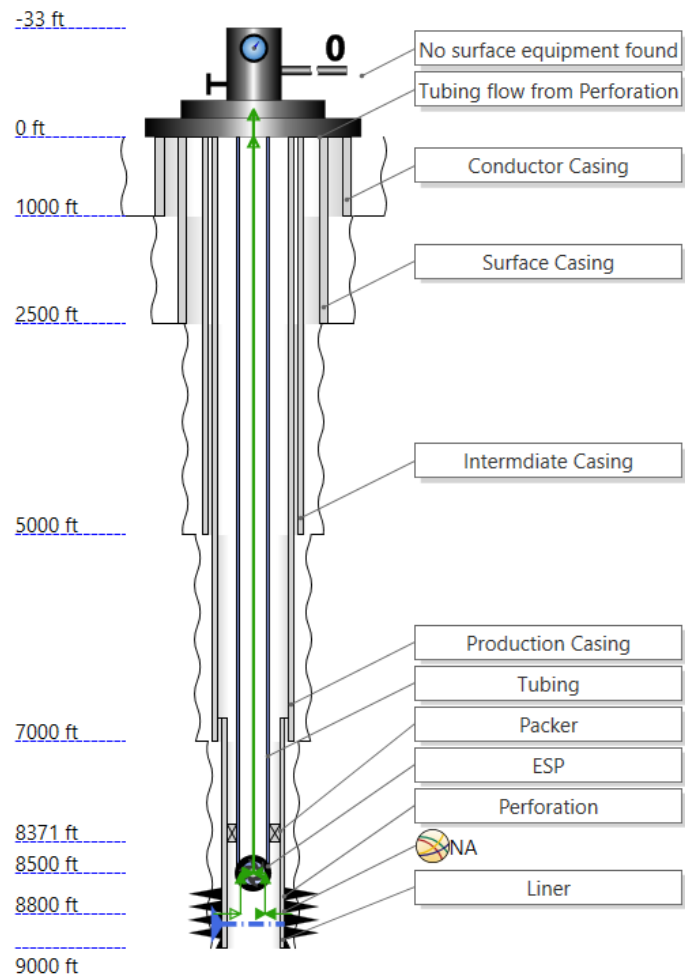 -33 ft
0
No surface equipment found
Tubing flow from Perforation
0 ft
Conductor Casing
1000 ft
Surface Casing
2500 ft
Intermdiate Casing
5000 ft
Production Casing
Tubing
7000 ft
Packer
ESP
Perforation
8371 ft
NA
8500 ft
Liner
8800 ft
9000 ft